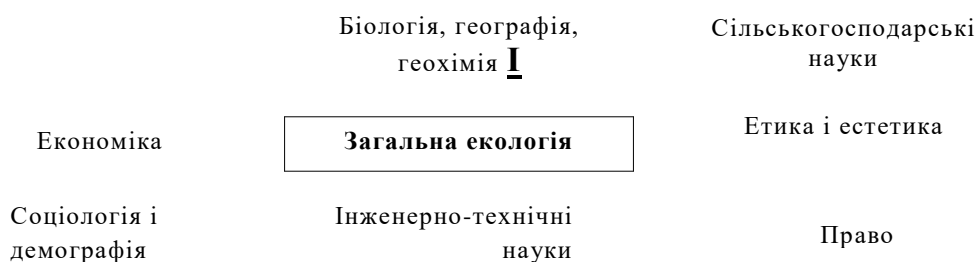 Біологія, географія,
геохімія I
Сільськогосподарські
науки
Економіка
Загальна екологія
Етика і естетика
Соціологія і
демографія
Інженерно-технічні
науки
Право